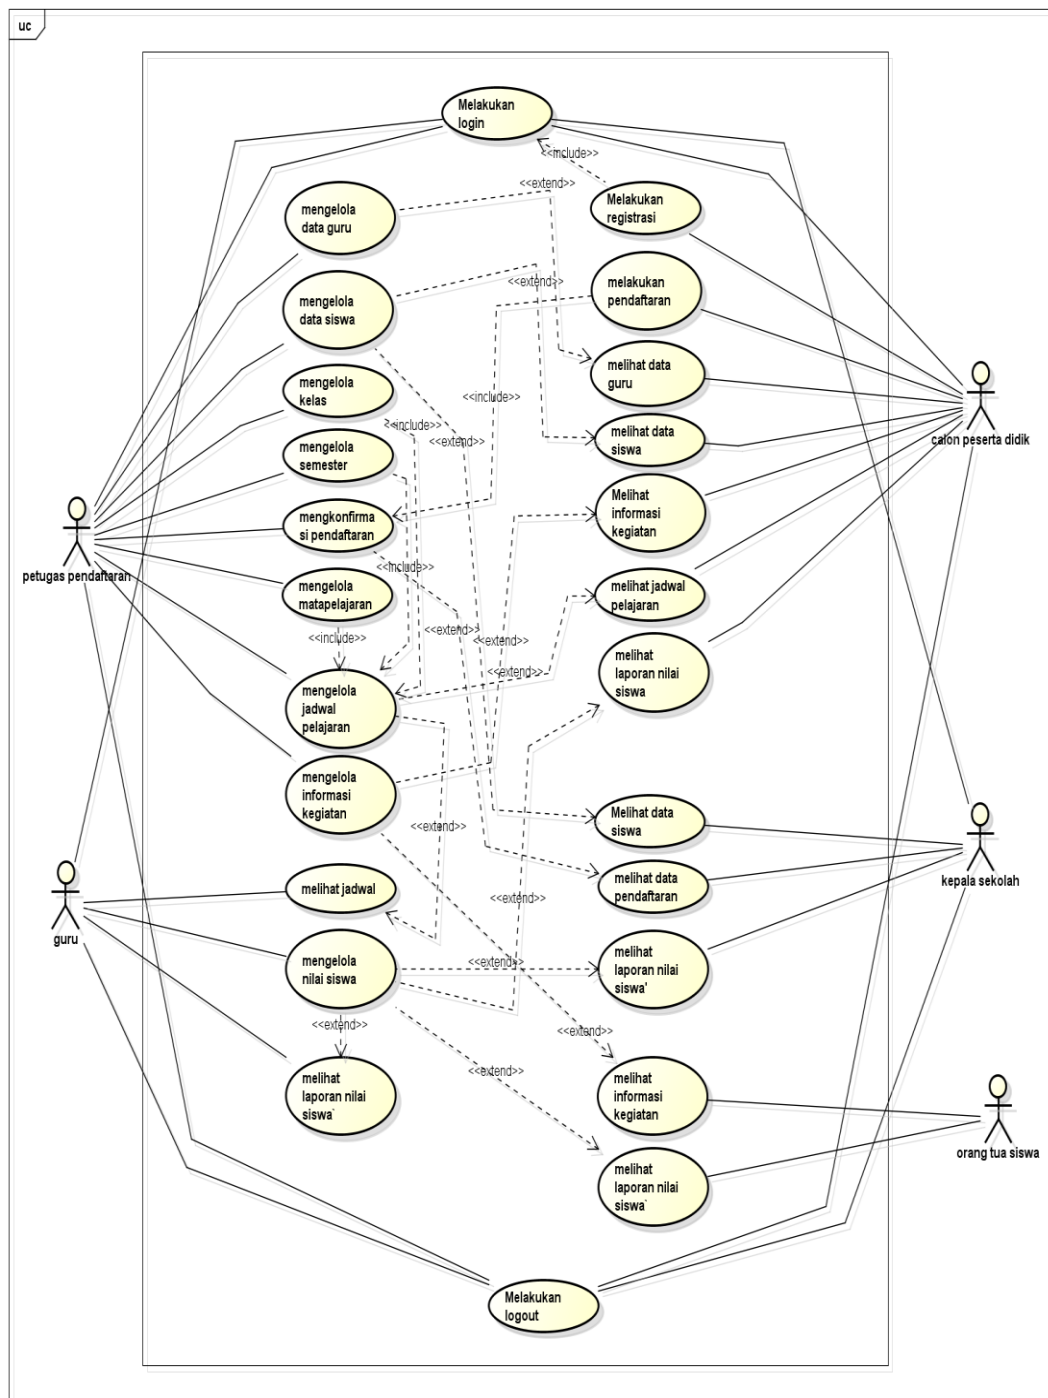 uc
Melakukan
login
<<include>>
<<extend>>
mengelola
data guru
Melakukan
registrasi
mengelola
data siswa
<<extend>>
melakukan
pendaftaran
mengelola
kelas
melihat data
guru
<<include>>
<<include>>
<<extend>>
melihat data
siswa
calon peserta didik
mengelola
semester
Melihat
informasi
kegiatan
mengkonfirma
si pendaftaran
petugas pendaftaran
<<include>>
mengelola
matapelajaran
melihat jadwal
pelajaran
<<include>>
<<extend>>
<<extend>>
<<extend>>
melihat
laporan nilai
siswa
mengelola
jadwal
pelajaran
mengelola
informasi
kegiatan
<<extend>>
Melihat data
siswa
melihat jadwal
<<extend>>
melihat data
pendaftaran
kepala sekolah
guru
mengelola
nilai siswa
<<extend>>
melihat
laporan nilai
siswa'
<<extend>>
<<extend>>
<<extend>>
melihat
laporan nilai
siswa`
melihat
informasi
kegiatan
orang tua siswa
melihat
laporan nilai
siswa`
Melakukan
logout